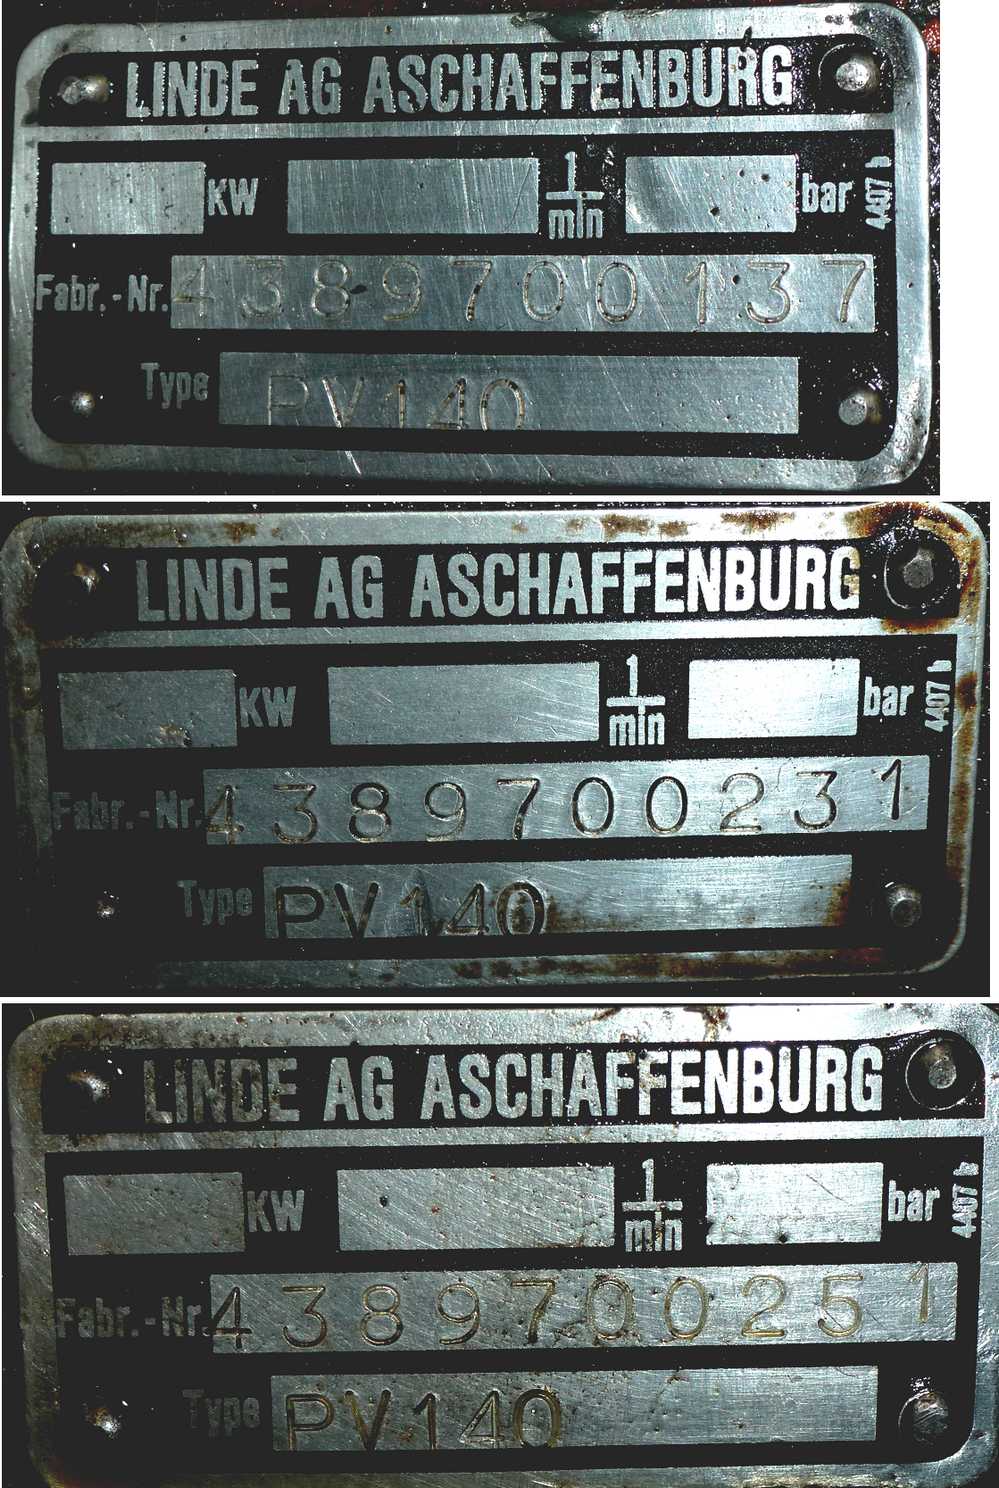 LINDE AG ASCHAFFENBURG
KW 1/min bar 4407 b
Fabr.-Nr. 4389700137
Type PV140
LINDE AG ASCHAFFENBURG
KW 1/min bar 4407 b
Fabr.-Nr. 4389700231
Type PV140
LINDE AG ASCHAFFENBURG
KW 1/min bar 4407 b
Fabr.-Nr. 4389700251
Type PV140